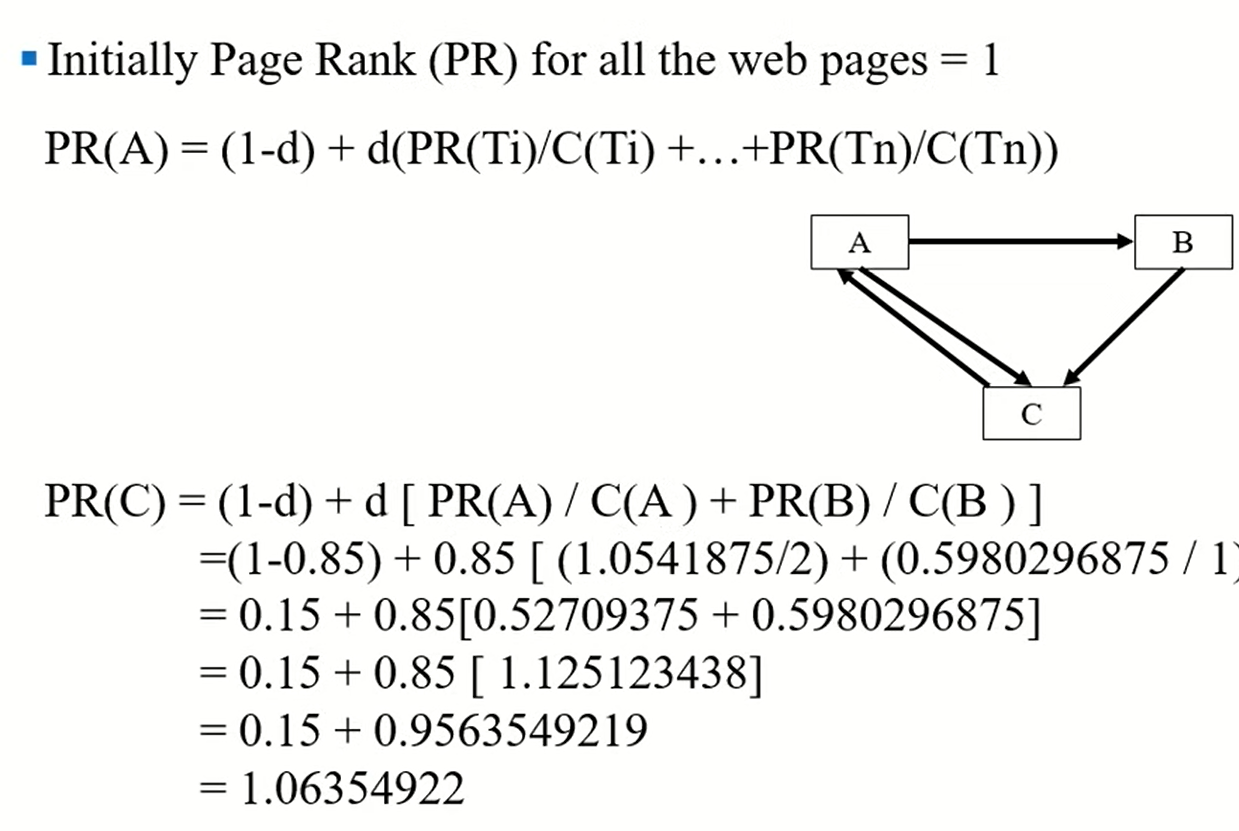 ▪ Initially Page Rank (PR) for all the web pages = 1
PR(A) = (1-d) + d(PR(Ti)/C(Ti) +...+PR(Tn)/C(Tn))
A
B
C
PR(C) = (1-d) + d [ PR(A) / C(A ) + PR(B) / C(B ) ]
=(1-0.85) + 0.85 [ (1.0541875/2) + (0.5980296875 / 1)
= 0.15 + 0.85[0.52709375 + 0.5980296875]
= 0.15 + 0.85 [ 1.125123438]
= 0.15 + 0.9563549219
= 1.06354922